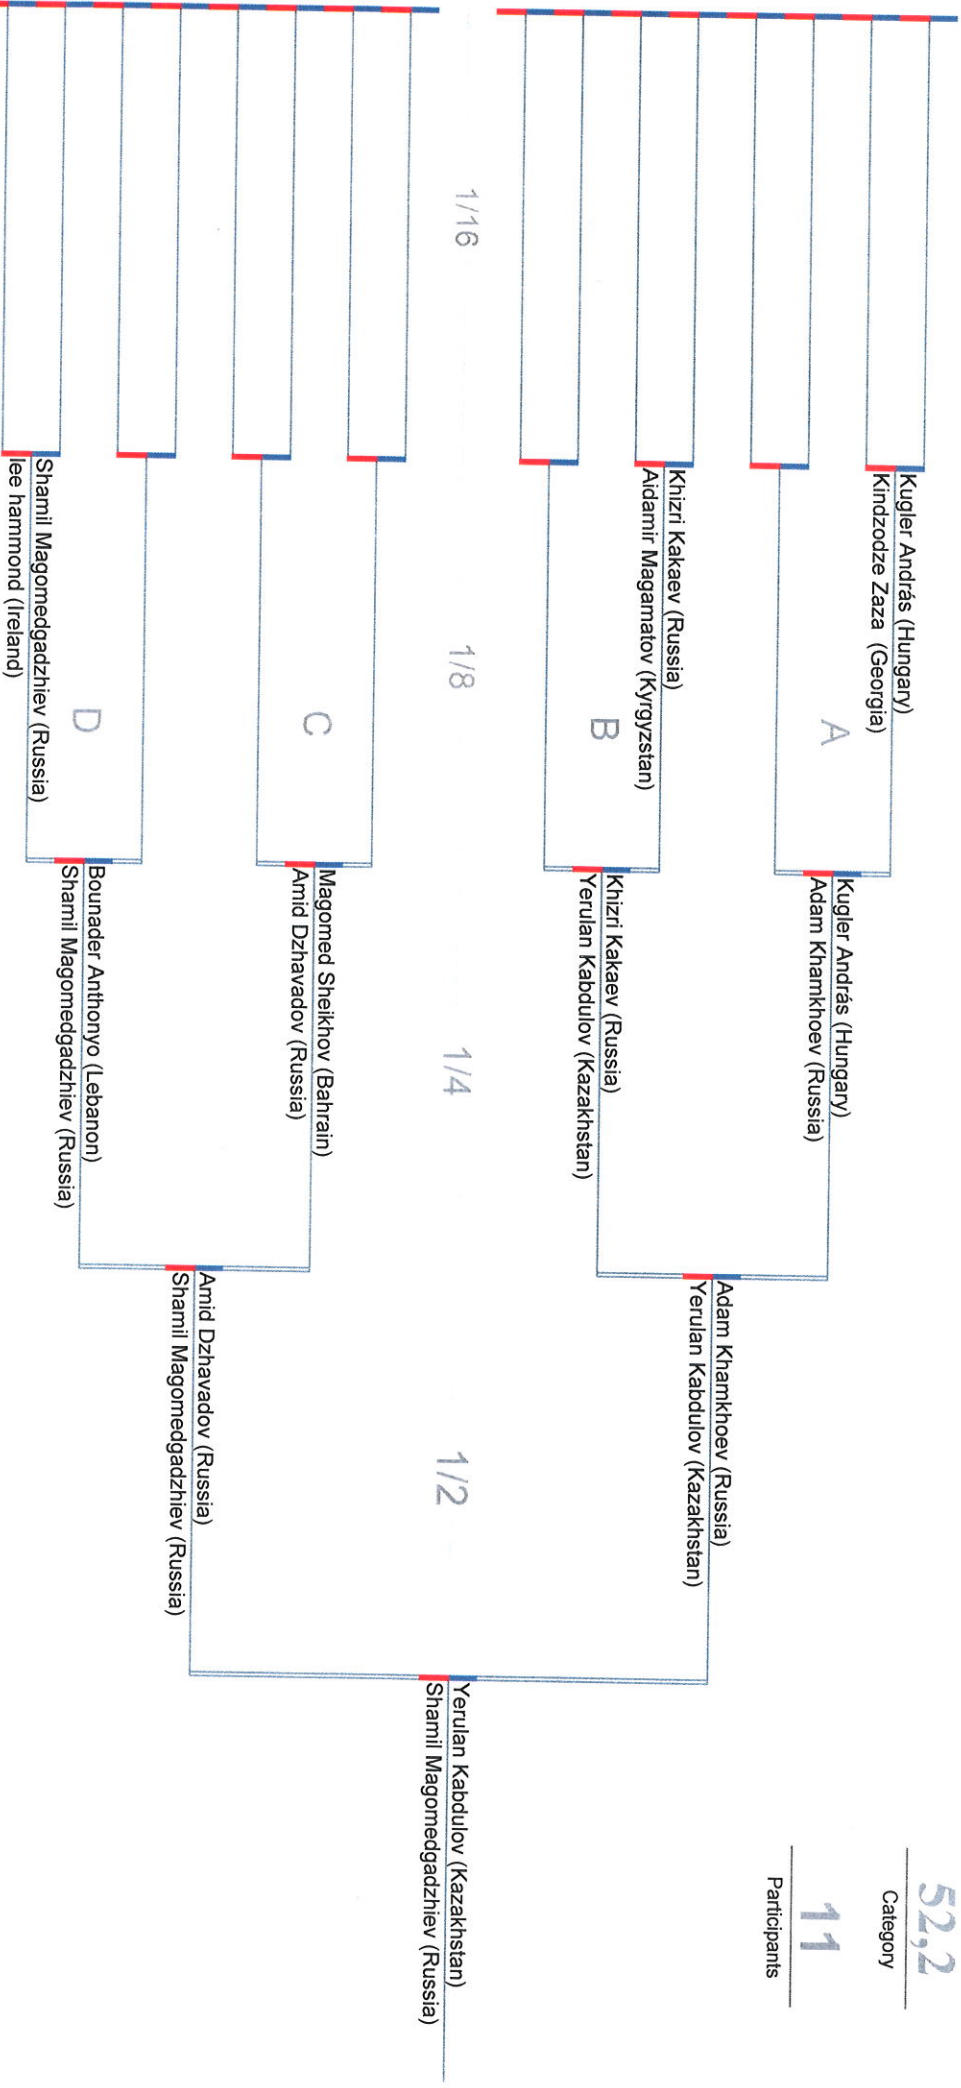 52,2
Category
11
Participants
1/16
1/8
1/4
1/2
Kugler András (Hungary)
Kindzodze Zaza (Georgia)
A
Khizri Kakaev (Russia)
Aidamir Magamatov (Kyrgyzstan)
B
C
Shamil Magomedgadzhiev (Russia)
lee hammond (Ireland)
D
Kugler András (Hungary)
Adam Khamkhoev (Russia)
Khizri Kakaev (Russia)
Yerulan Kabdulov (Kazakhstan)
Magomed Sheikhov (Bahrain)
Amid Dzhavadov (Russia)
Bounader Anthonyo (Lebanon)
Shamil Magomedgadzhiev (Russia)
Adam Khamkhoev (Russia)
Yerulan Kabdulov (Kazakhstan)
Amid Dzhavadov (Russia)
Shamil Magomedgadzhiev (Russia)
Yerulan Kabdulov (Kazakhstan)
Shamil Magomedgadzhiev (Russia)